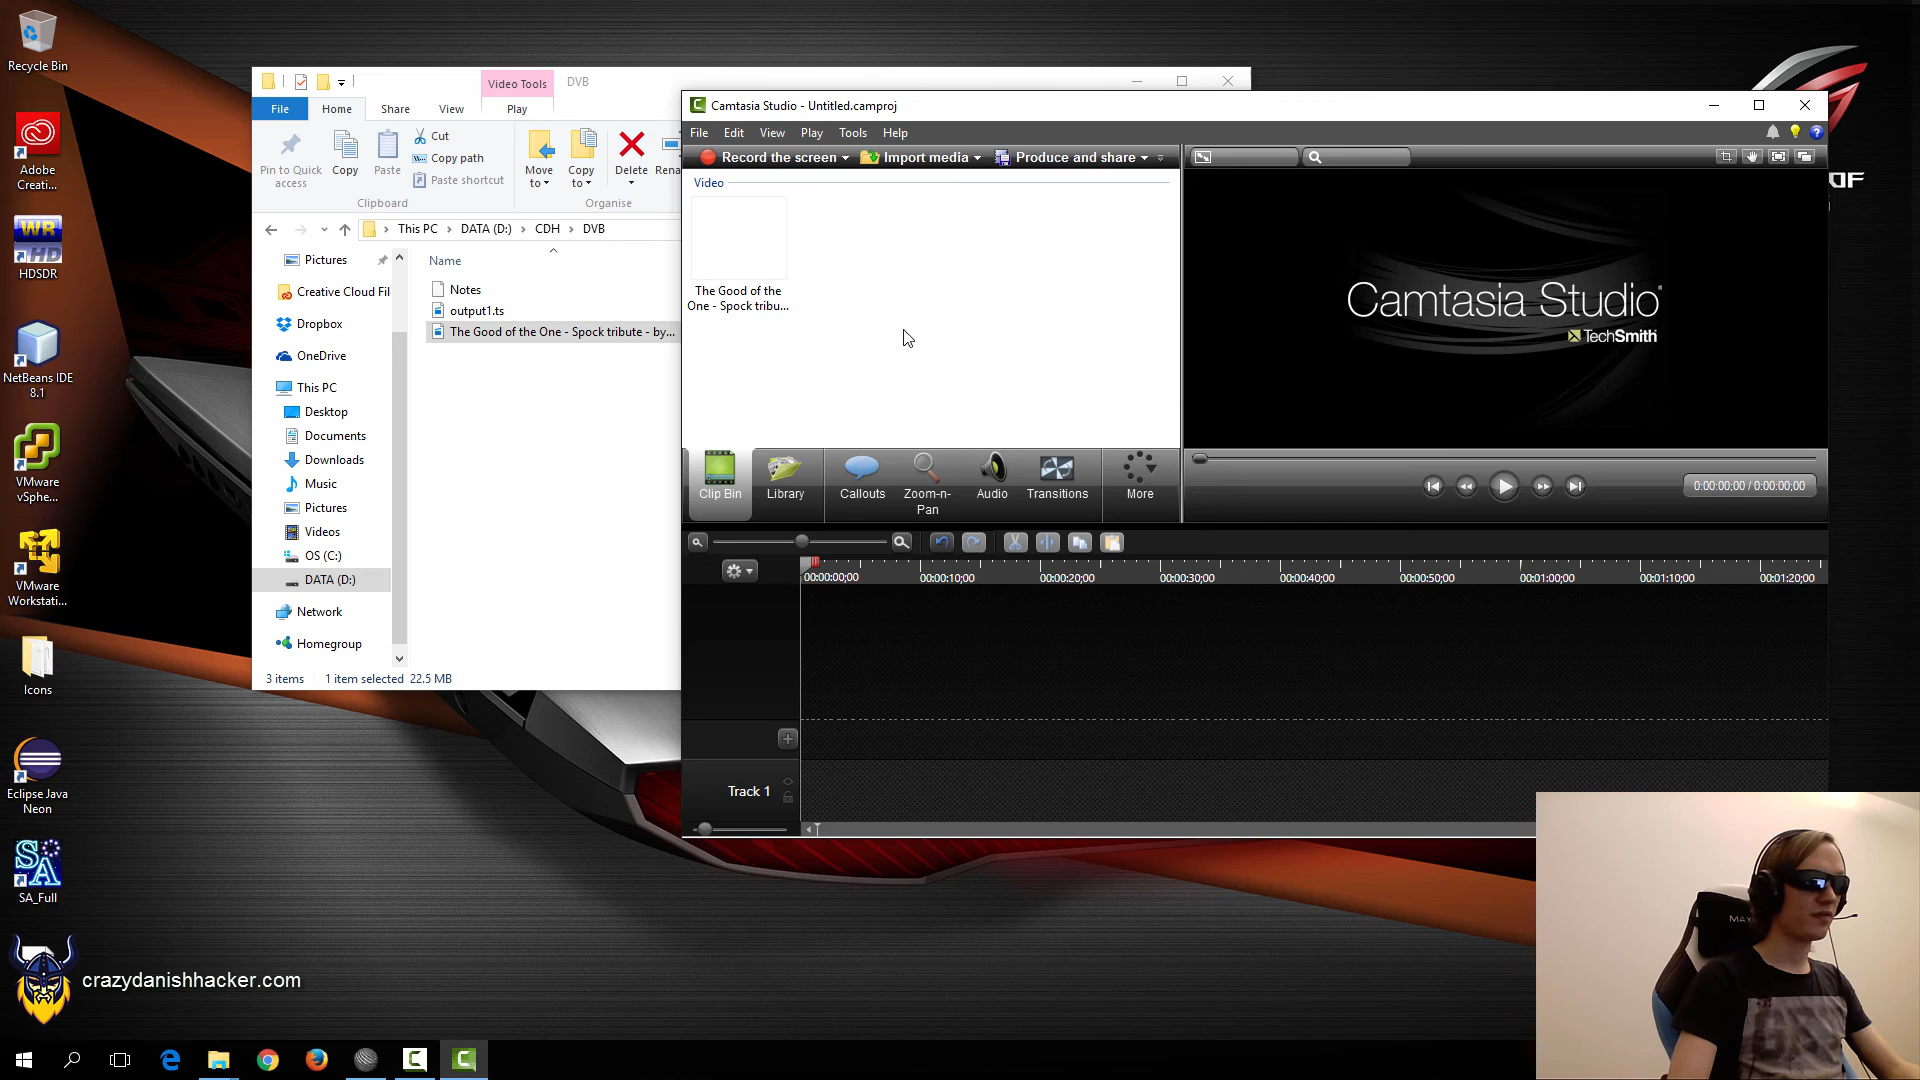 Recycle Bin
Adobe
Creati...
WR
HD
HDSDR
NetBeans IDE
8.1
VMware
vSphe...
VMware
Workstati...
Icons
Eclipse Java
Neon
SA
SA_Full
crazydanishhacker.com
Video Tools
DVB
File
Home
Share
View
Play
Pin to Quick
access
Copy
Paste
Cut
Copy path
Paste shortcut
Clipboard
Move
to
Copy
to
Delete
Rena
Organise
This PC
DATA (D:)
CDH
DVB
Pictures
Creative Cloud Fil
Dropbox
OneDrive
This PC
Desktop
Documents
Downloads
Music
Pictures
Videos
OS (C:)
DATA (D:)
Network
Homegroup
Name
Notes
output1.ts
The Good of the One - Spock tribute - by...
3 items
1 item selected 22.5 MB
Camtasia Studio - Untitled.camproj
File
Edit
View
Play
Tools
Help
Record the screen
Import media
Produce and share
Video
The Good of the
One - Spock tribu...
Camtasia Studio
TechSmith
Clip Bin
Library
Callouts
Zoom-n-
Pan
Audio
Transitions
More
0:00:00;00 / 0:00:00;00
00:00:00;00
00:00:10;00
00:00:20;00
00:00:30;00
00:00:40;00
00:00:50;00
00:01:00;00
00:01:10;00
00:01:20;00
Track 1
OF
MAX